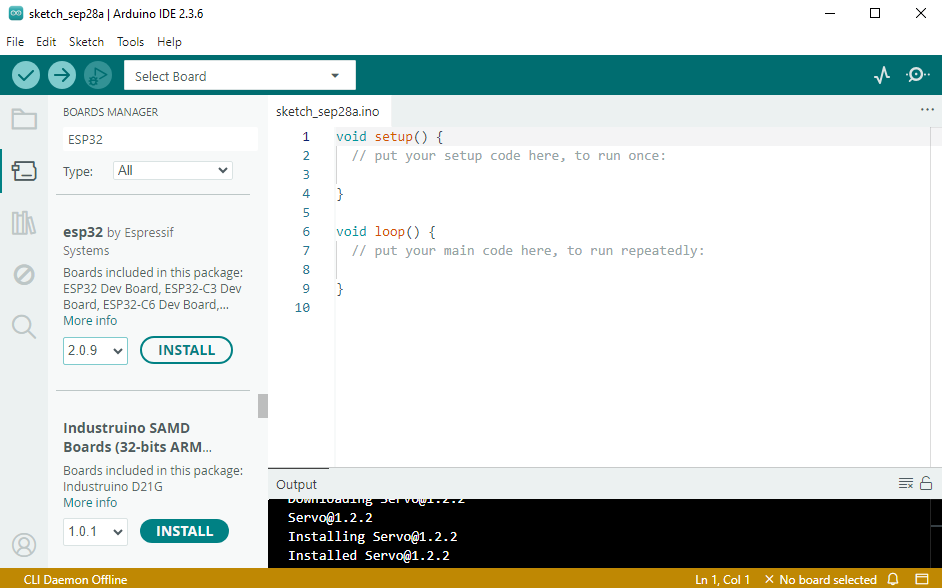 sketch_sep28a | Arduino IDE 2.3.6
File Edit Sketch Tools Help
Select Board
BOARDS MANAGER
ESP32
Type: All
esp32 by Espressif
Systems
Boards included in this package:
ESP32 Dev Board, ESP32-C3 Dev
Board, ESP32-C6 Dev Board,...
More info
2.0.9 INSTALL
Industruino SAMD
Boards (32-bits ARM...
Boards included in this package:
Industruino D21G
More info
1.0.1 INSTALL
sketch_sep28a.ino
1 void setup() {
2 // put your setup code here, to run once:
3
4 }
5
6 void loop() {
7 // put your main code here, to run repeatedly:
8
9 }
10
Output
Downloading Servo@1.2.2
Servo@1.2.2
Installing Servo@1.2.2
Installed Servo@1.2.2
CLI Daemon Offline
Ln 1, Col 1 × No board selected